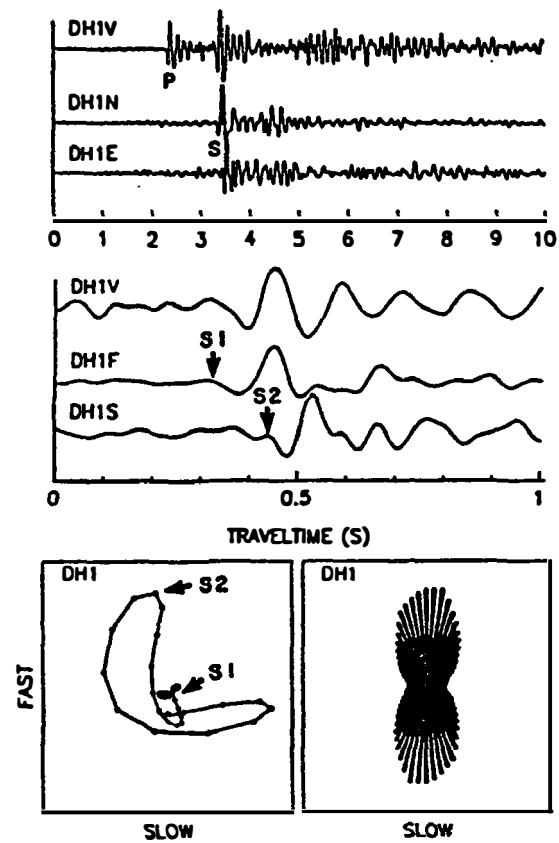 DH1V
P
DH1N
S
DH1E
0 1 2 3 4 5 6 7 8 9 10
DH1V
S1
DH1F
S2
DH1S
0 0.5 1
TRAVELTIME (S)
DH1 DH1
S2
S1
FAST
SLOW SLOW